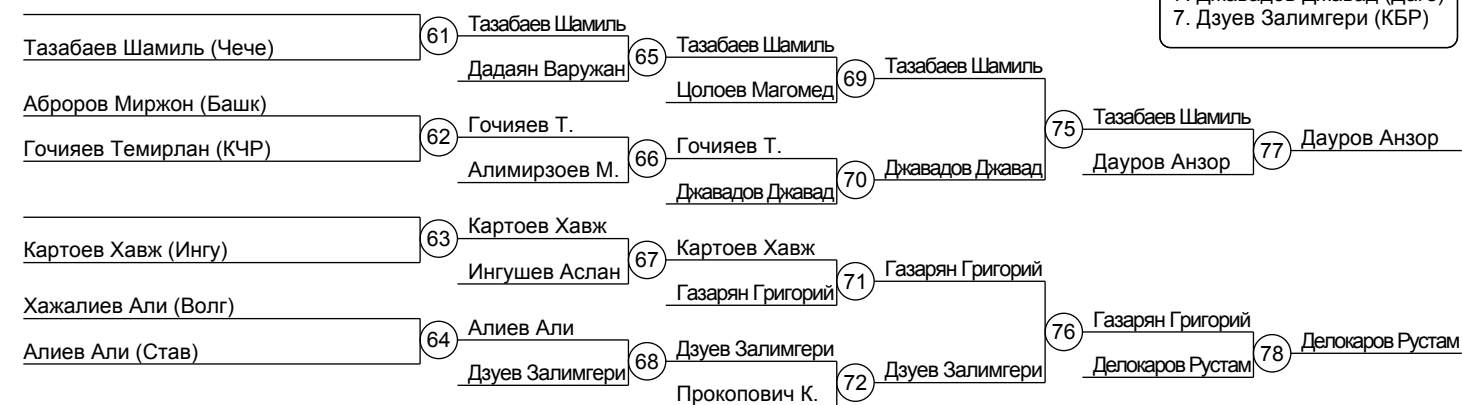 7. Дзуев Залимгери (КБР)
61
Тазабаев Шамиль
Тазабаев Шамиль (Чече)
65
Тазабаев Шамиль
Дадаян Варужан
69
Тазабаев Шамиль
Цолоев Магомед
Аброров Миржон (Башк)
75
Тазабаев Шамиль
62
Гочияев Т.
77
Дауров Анзор
Гочияев Темирлан (КЧР)
66
Гочияев Т.
Дауров Анзор
Алимирзоев М.
70
Джавадов Джавад
Джавадов Джавад
63
Картоев Хавж
Картоев Хавж (Ингу)
67
Картоев Хавж
Ингушев Аслан
71
Газарян Григорий
Газарян Григорий
Хажалиев Али (Волг)
76
Газарян Григорий
64
Алиев Али
78
Делокаров Рустам
Алиев Али (Став)
68
Дзуев Залимгери
Делокаров Рустам
Дзуев Залимгери
72
Дзуев Залимгери
Прокопович К.